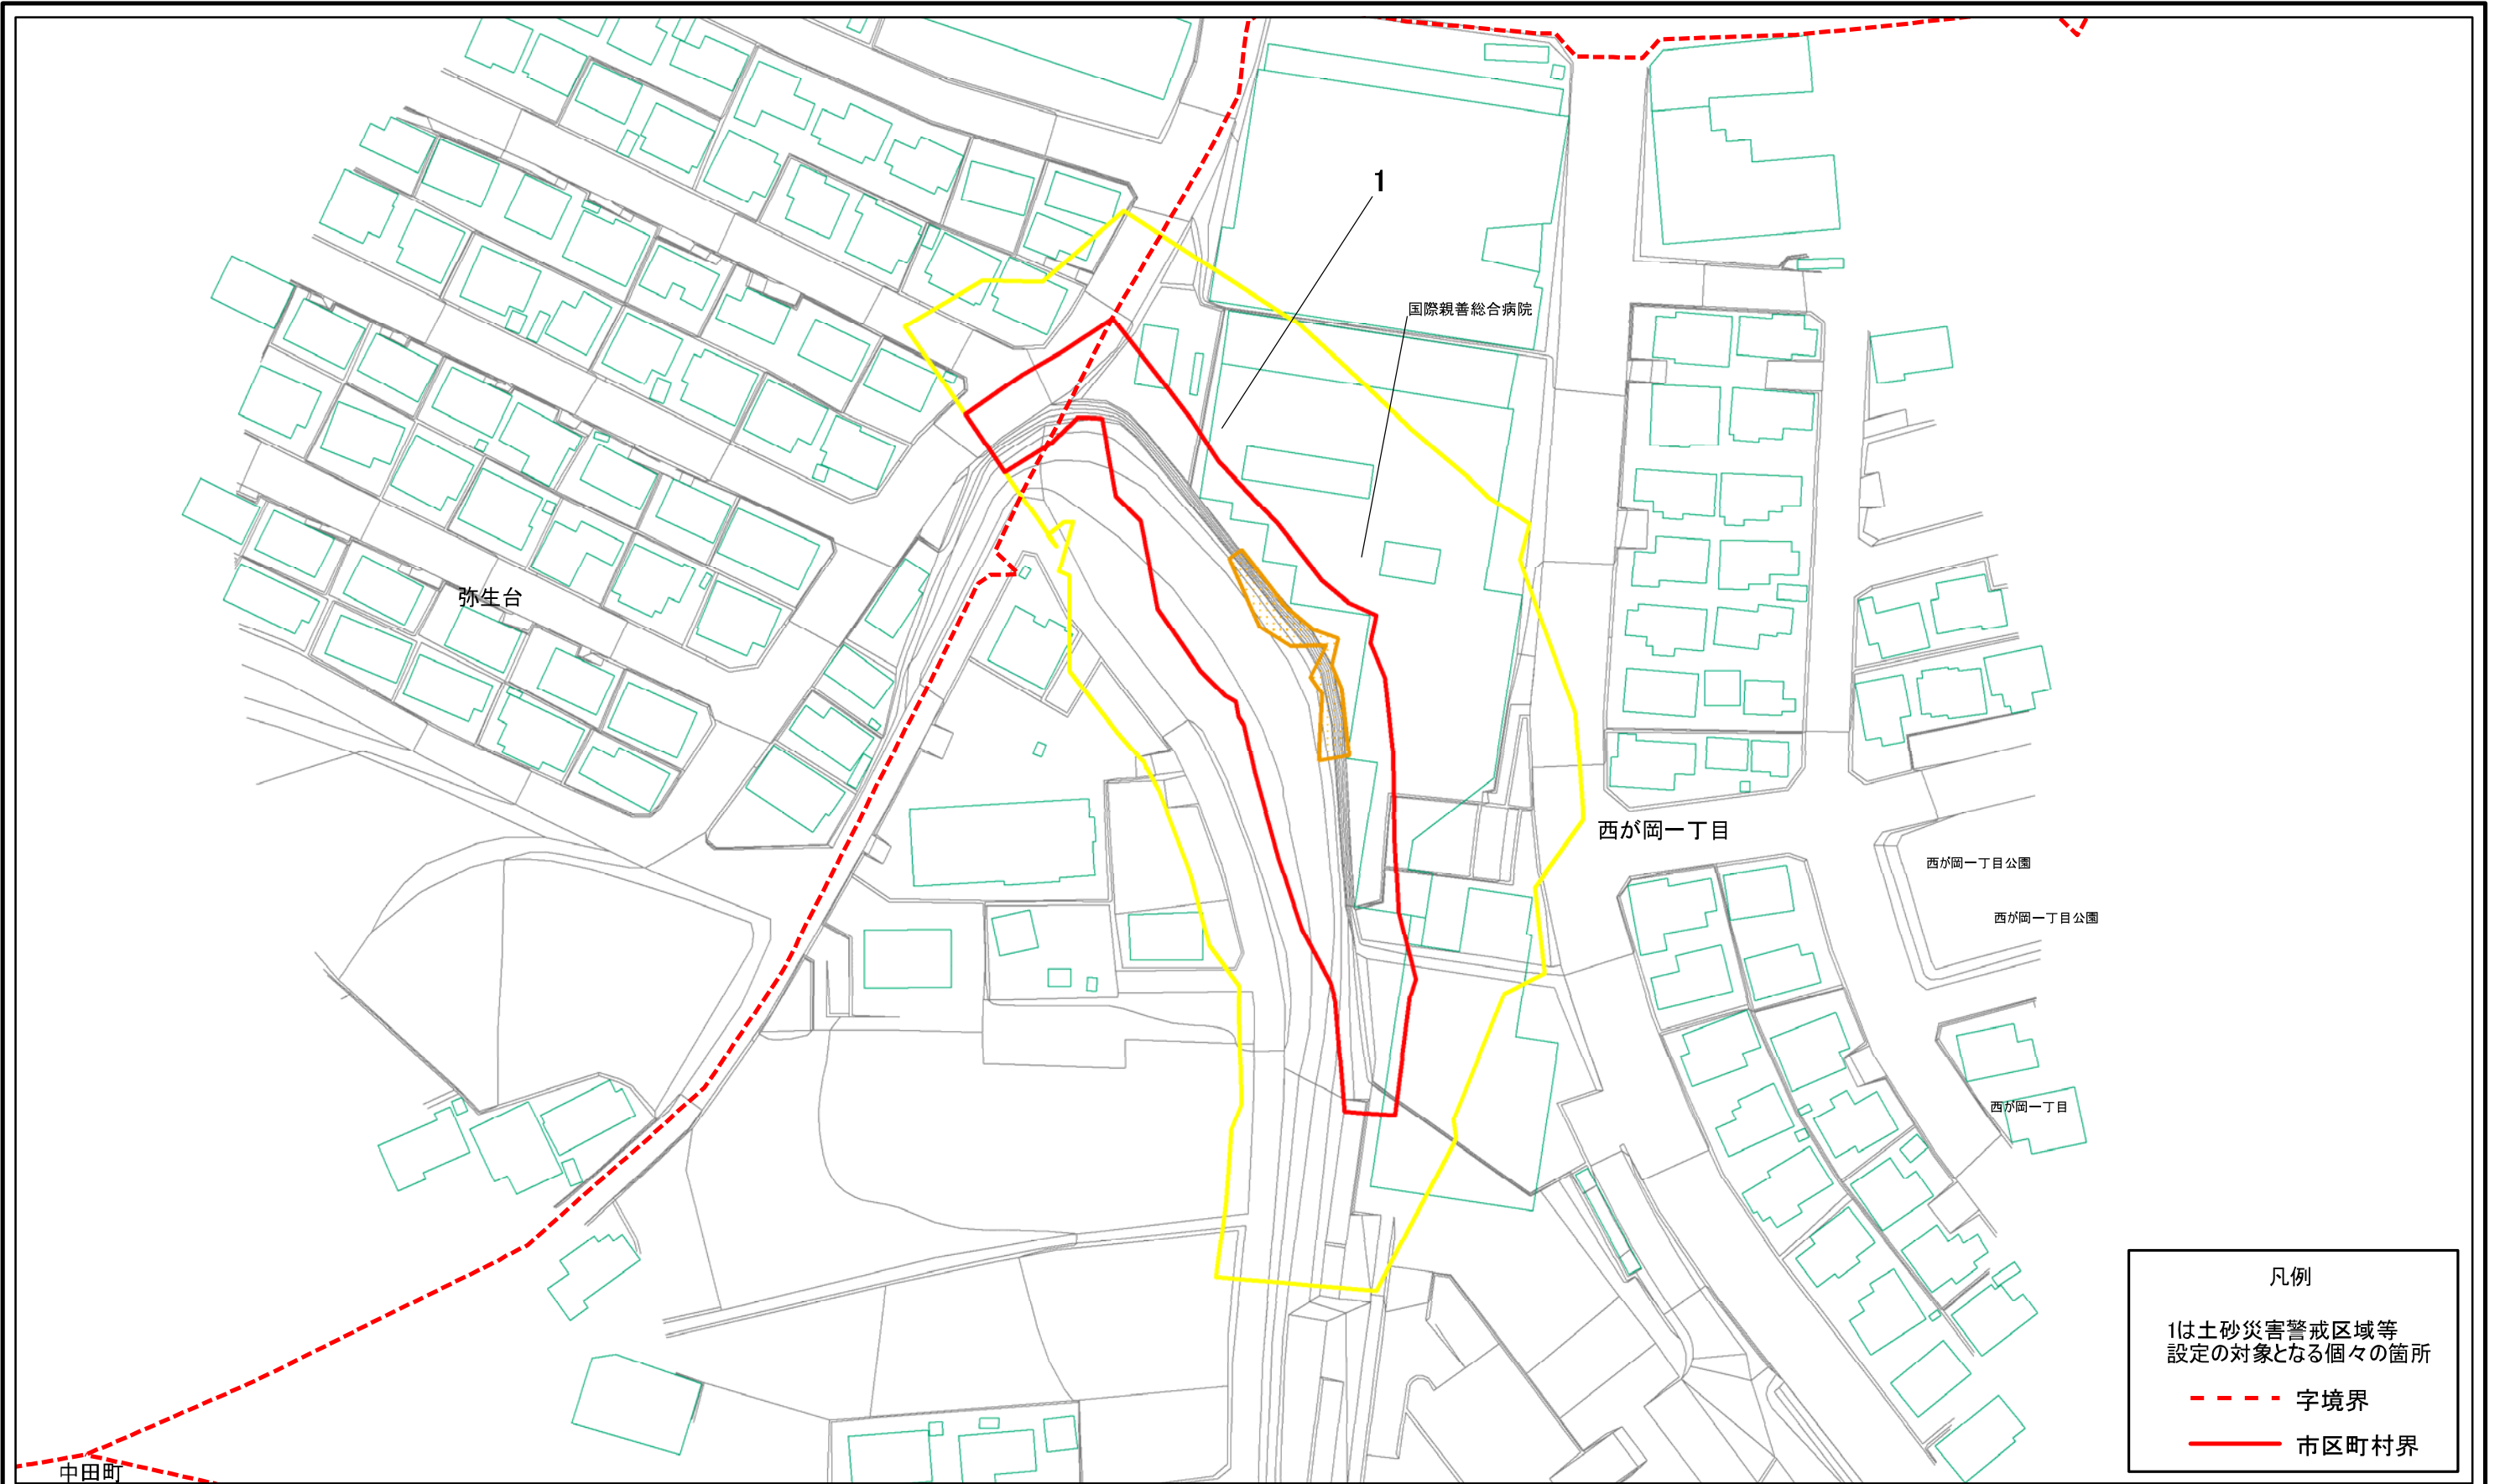 1
国際親善総合病院
弥生台
西が岡一丁目
西が岡一丁目公園
西が岡一丁目公園
西が岡一丁目
中田町
凡例
1は土砂災害警戒区域等
設定の対象となる個々の箇所
字境界
市区町村界